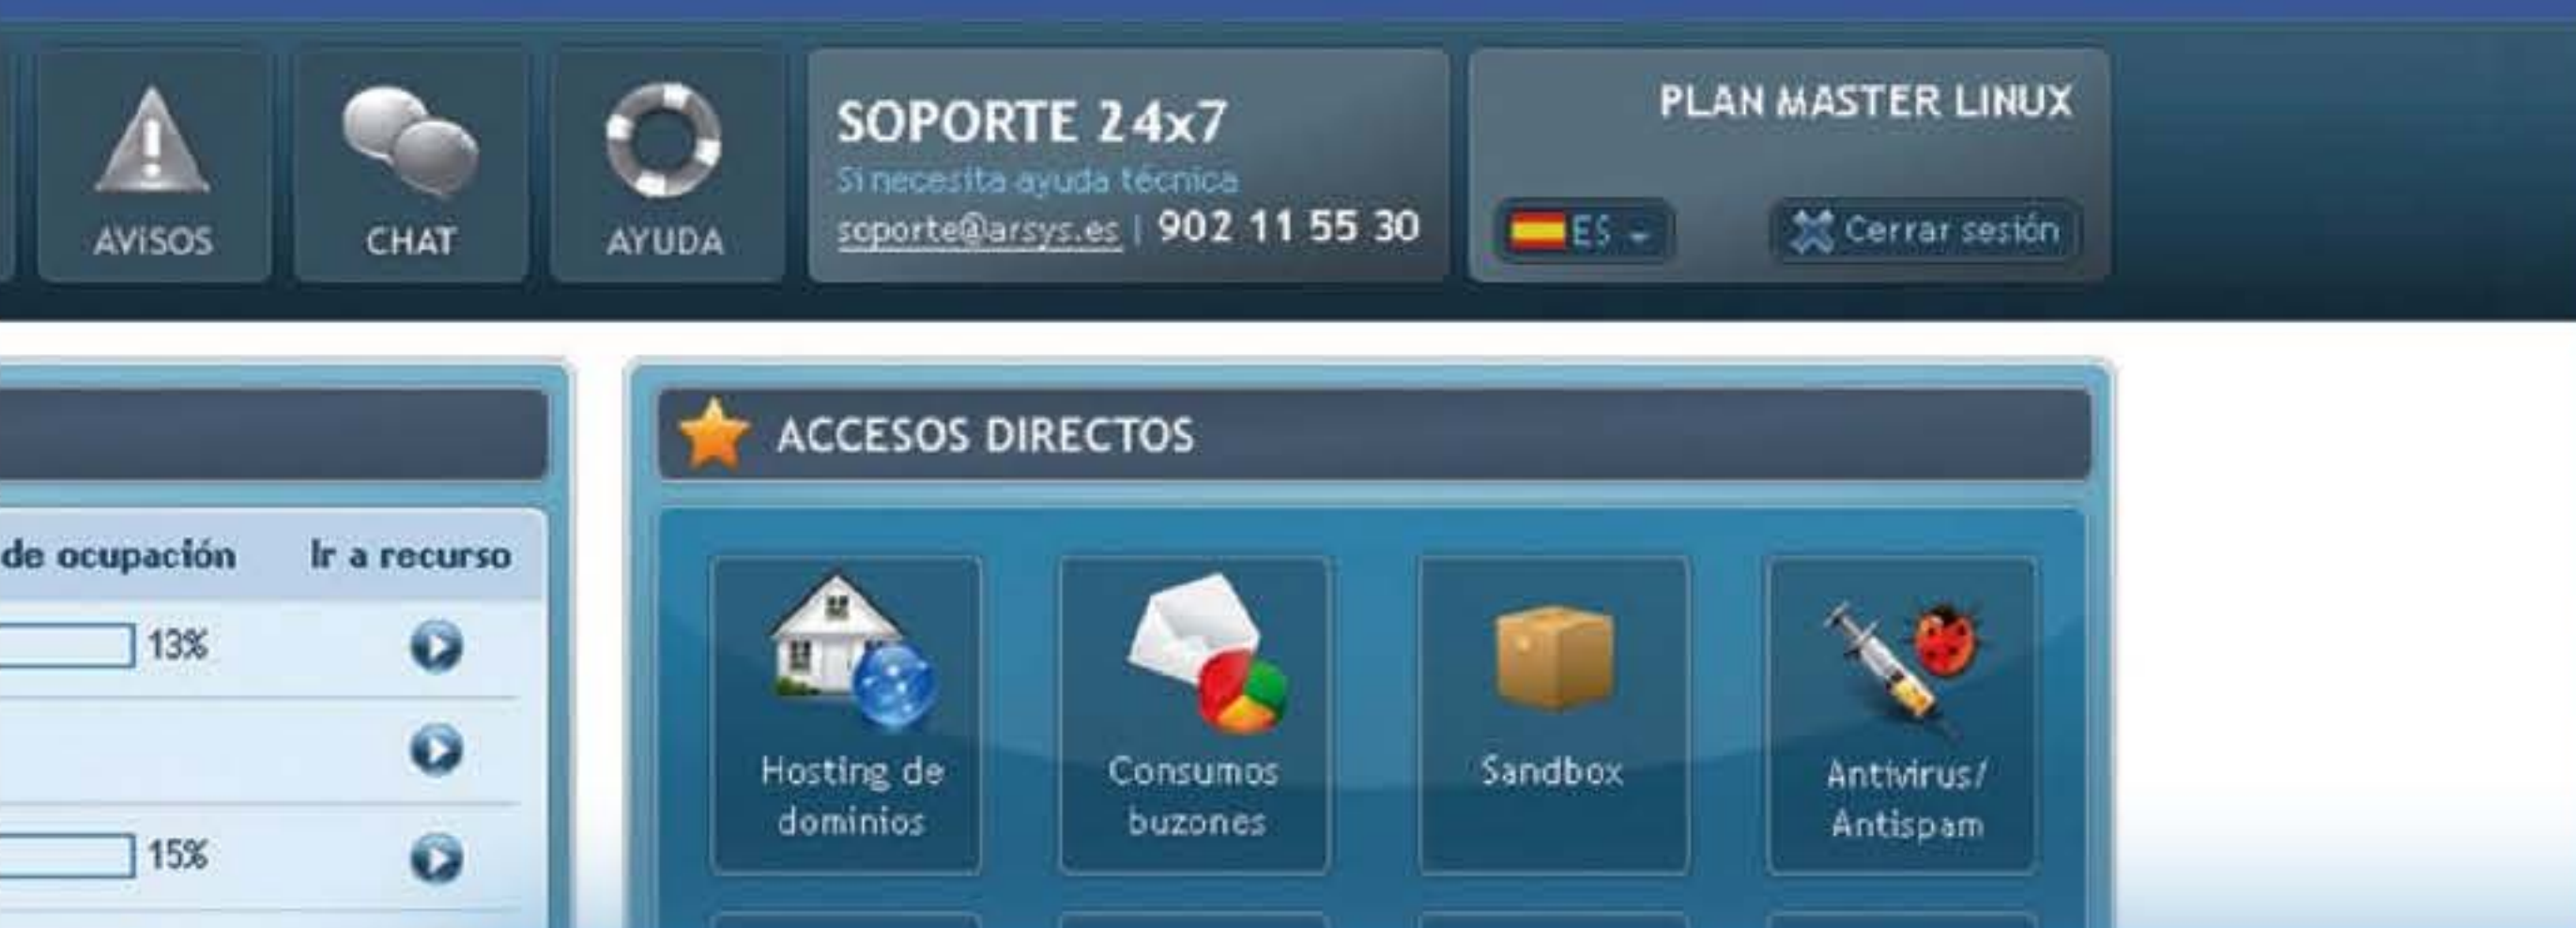 AVISOS
CHAT
AYUDA
SOPORTE 24x7
Si necesita ayuda técnica
soporte@arsys.es | 902 11 55 30
PLAN MASTER LINUX
ES
Cerrar sesión
de ocupación
Ir a recurso
13%
15%
ACCESOS DIRECTOS
Hosting de
dominios
Consumos
buzones
Sandbox
Antivirus/
Antispam